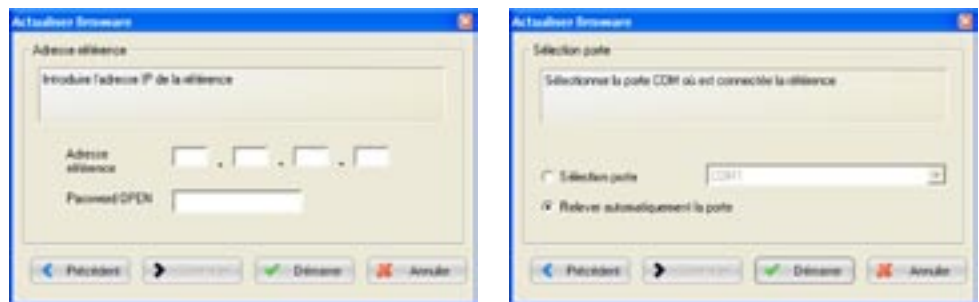 Actualiser firmware
Adresse référence
Introduire l'adresse IP de la référence
Adresse
référence
. . .
Password OPEN
Précédent
Démarrer
Annuler
Actualiser firmware
Sélection porte
Sélectionner la porte COM où est connectée la référence
Sélection porte
COM1
Relever automatiquement la porte
Précédent
Démarrer
Annuler